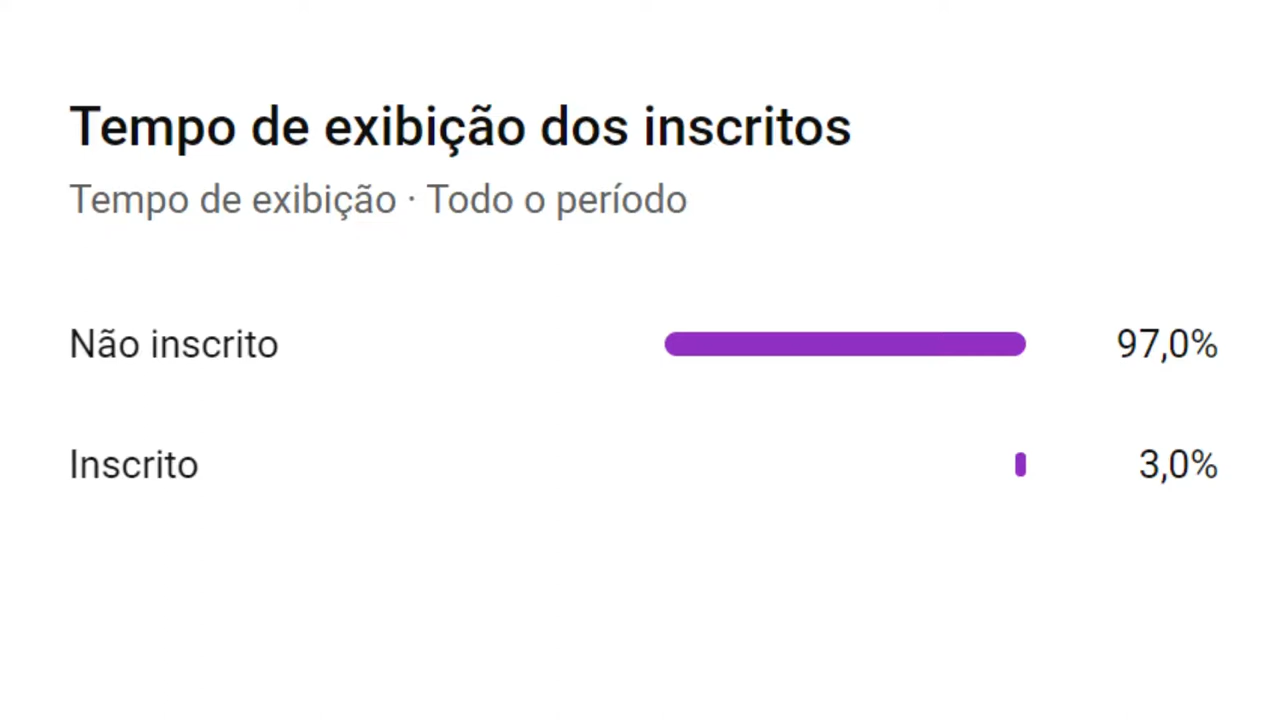 Tempo de exibição dos inscritos
Tempo de exibição · Todo o período
Não inscrito 97,0%
Inscrito 3,0%